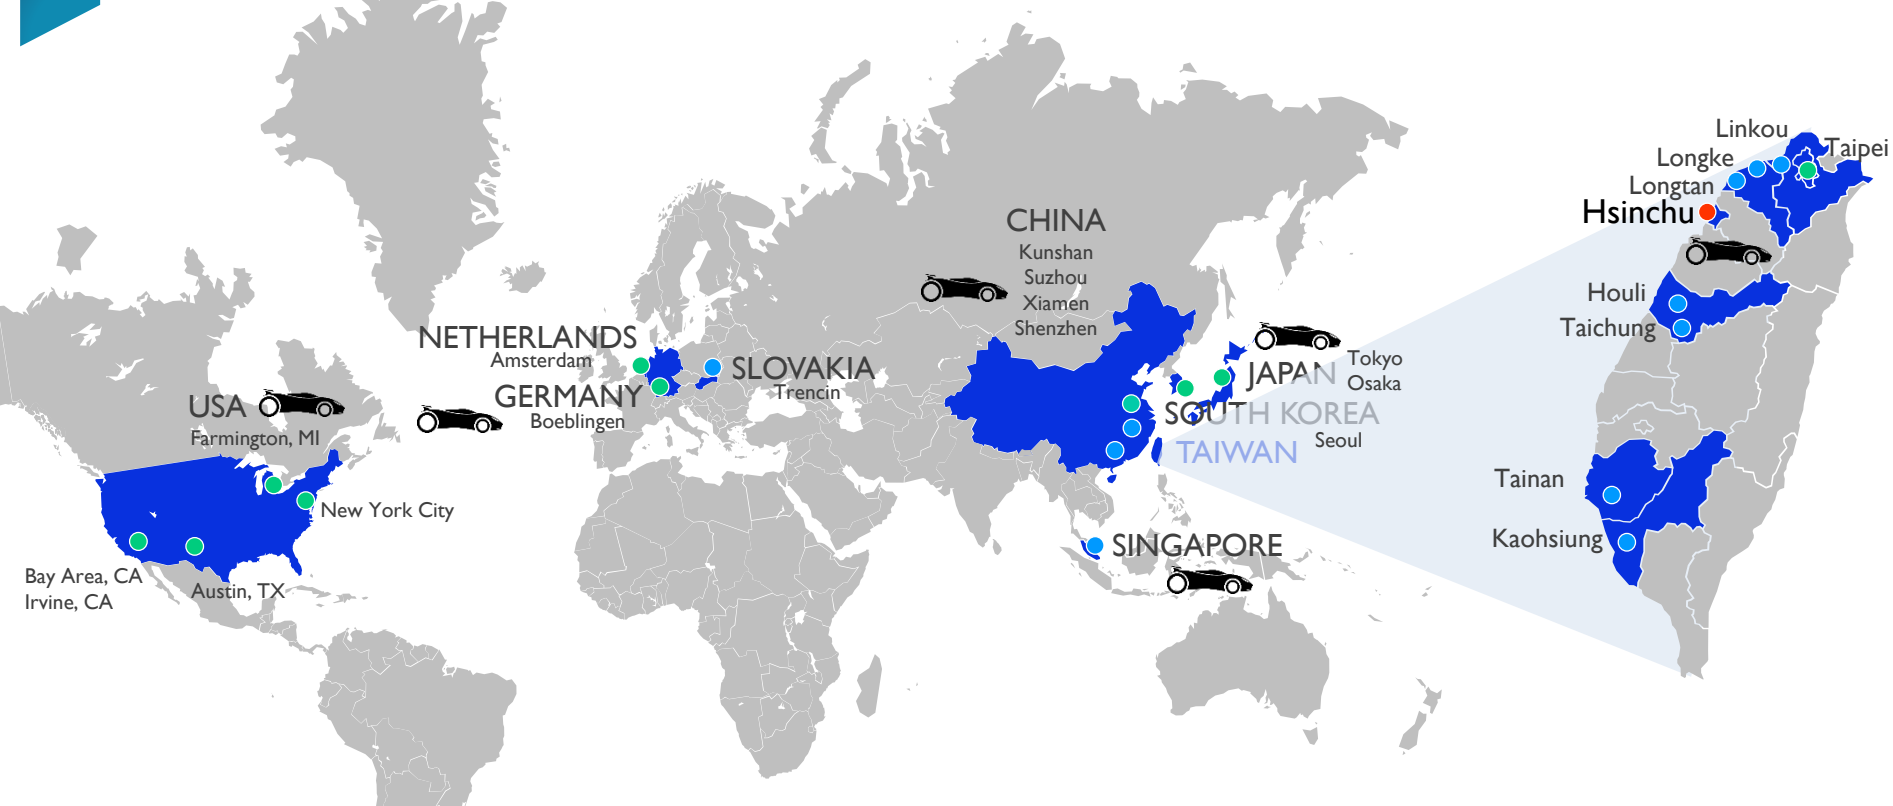 USA
Farmington, MI
New York City
Bay Area, CA
Irvine, CA
Austin, TX
NETHERLANDS
Amsterdam
GERMANY
Boeblingen
SLOVAKIA
Trencin
CHINA
Kunshan
Suzhou
Xiamen
Shenzhen
JAPAN
Tokyo
Osaka
SOUTH KOREA
Seoul
TAIWAN
SINGAPORE
Linkou
Taipei
Longke
Longtan
Hsinchu
Houli
Taichung
Tainan
Kaohsiung